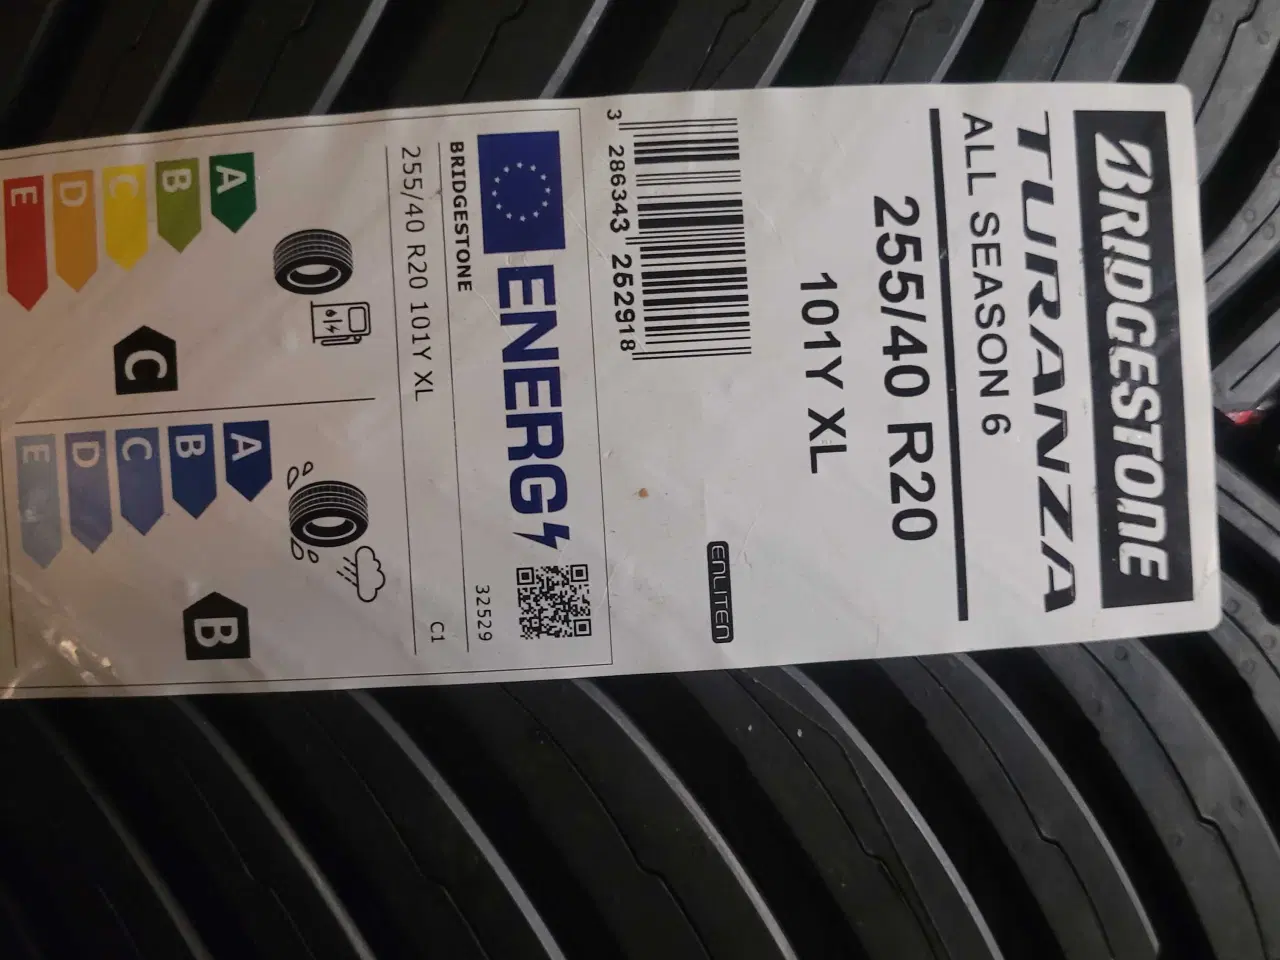 BRIDGESTONE
TURANZA
ALL SEASON 6
255/40 R20
101Y XL
ENLITEN
3 286343 252918
ENERG
BRIDGESTONE
32529
255/40 R20 101Y XL
C1
A
B
C
D
E
C
A
B
C
D
E
B